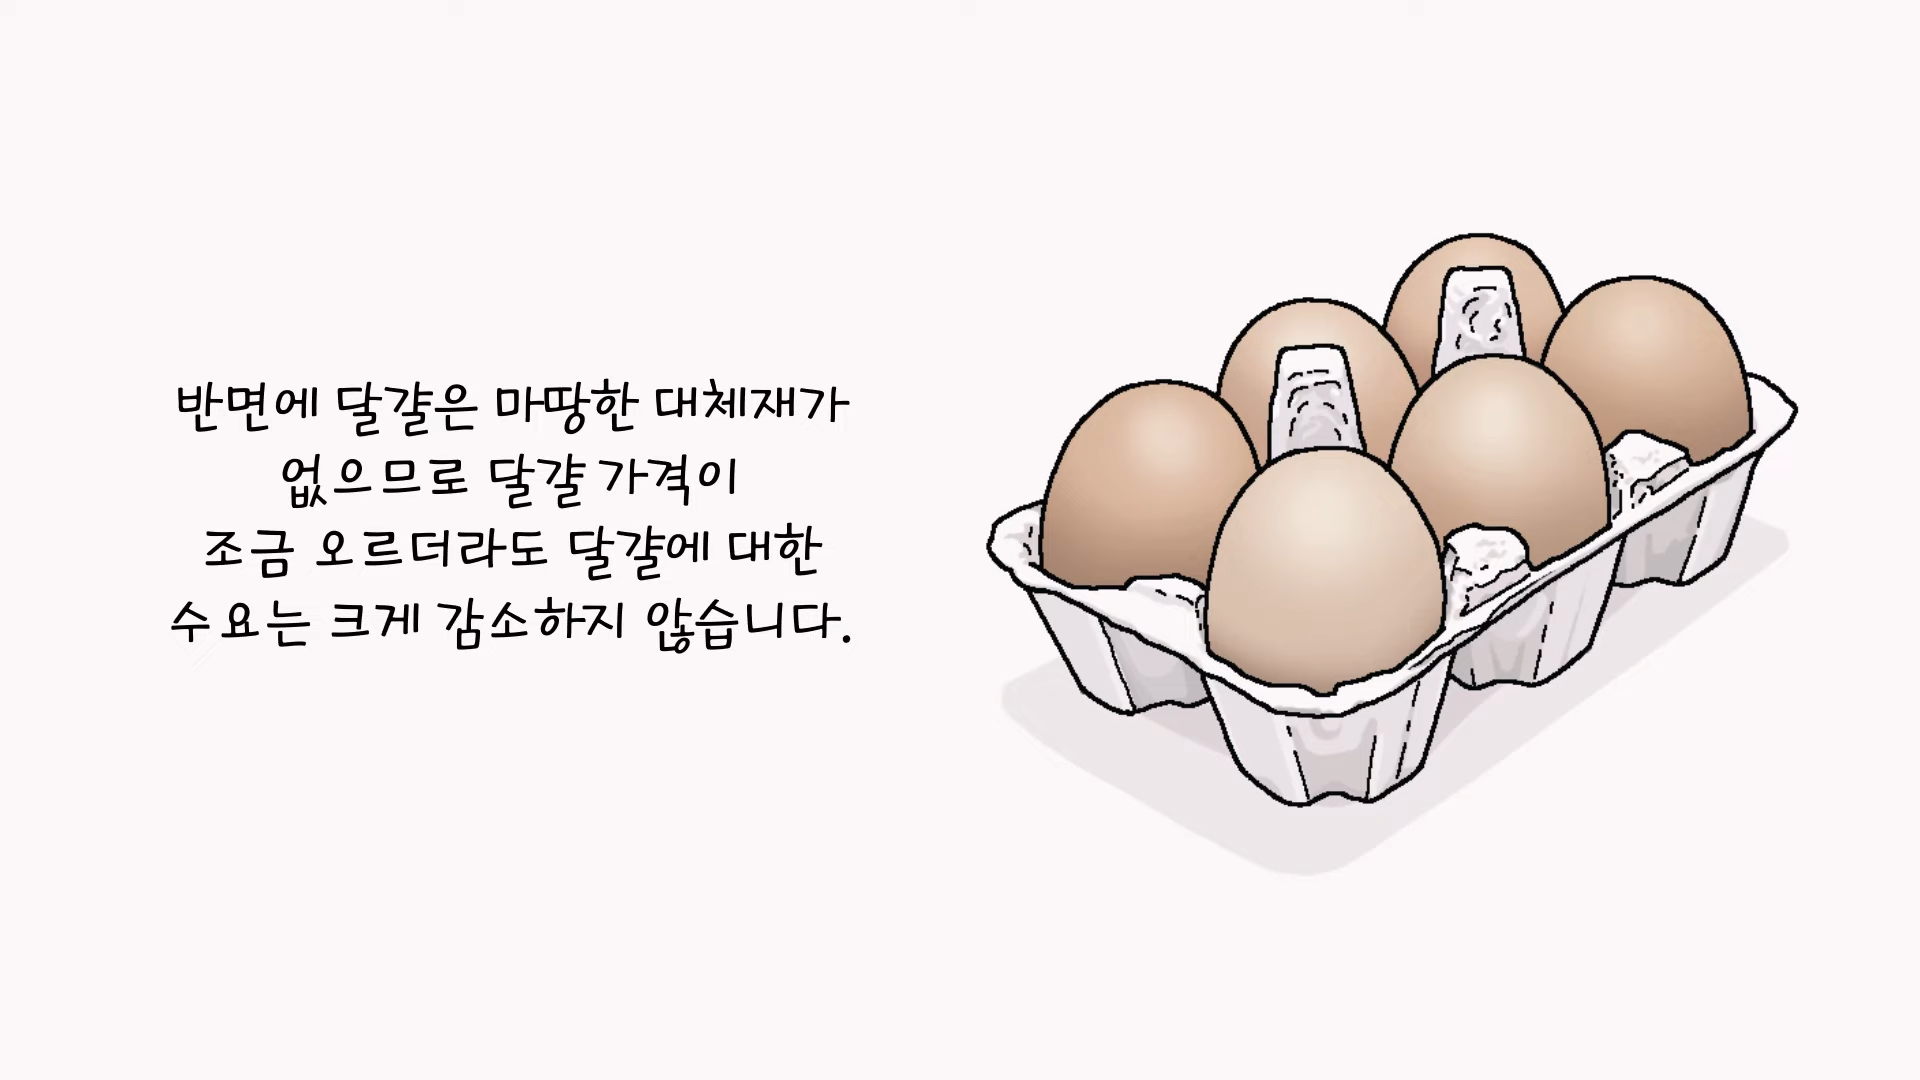 반면에 달걀은 마땅한 대체재가
없으므로 달걀 가격이
조금 오르더라도 달걀에 대한
수요는 크게 감소하지 않습니다.